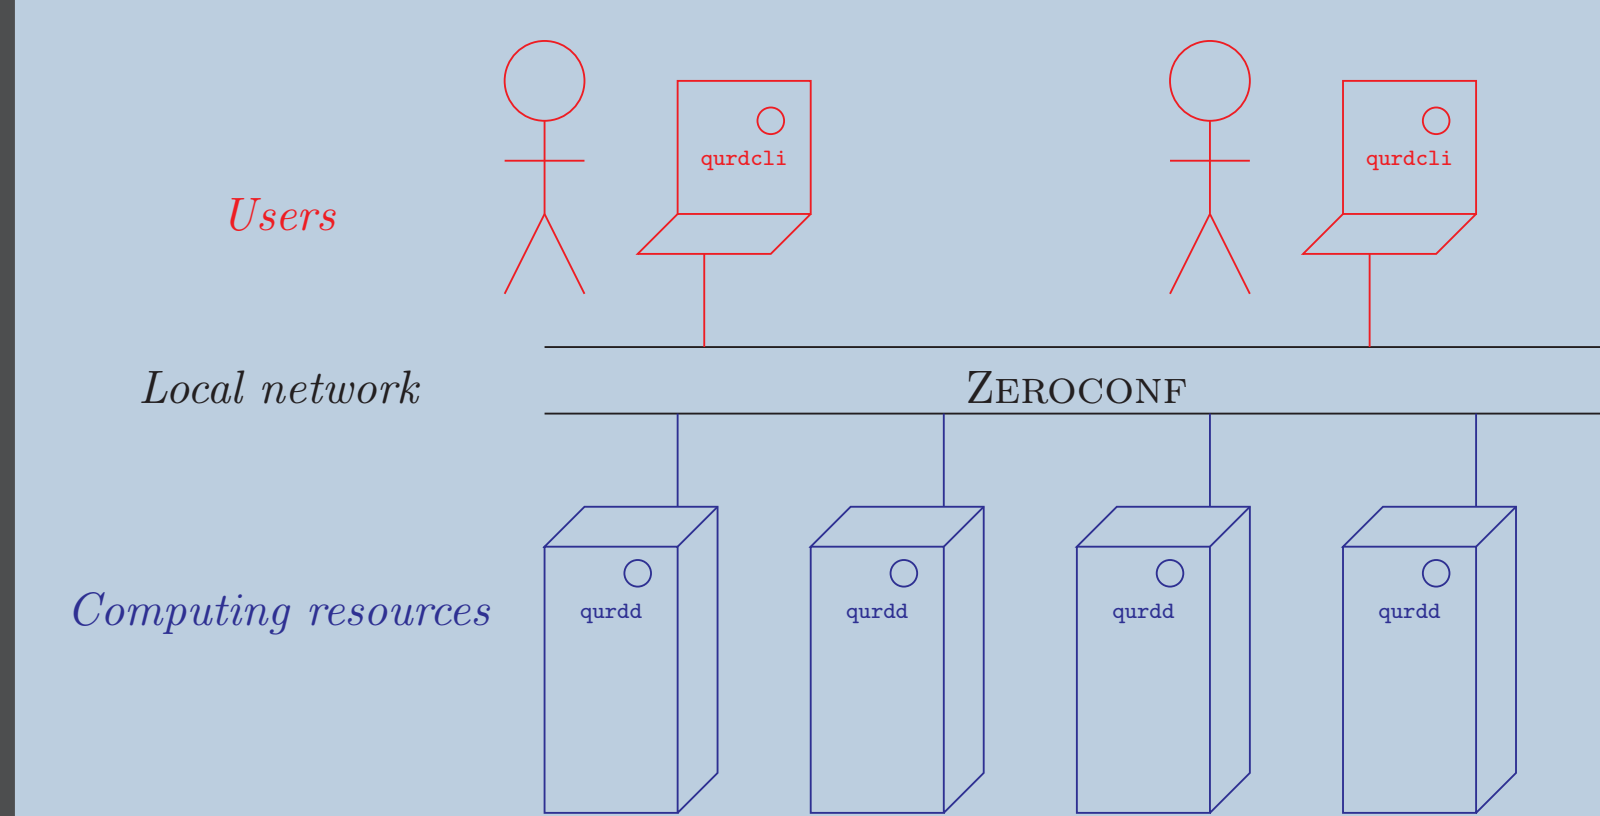 qurdcli
qurdcli
Users
Local network
ZEROCONF
Computing resources
qurdd
qurdd
qurdd
qurdd